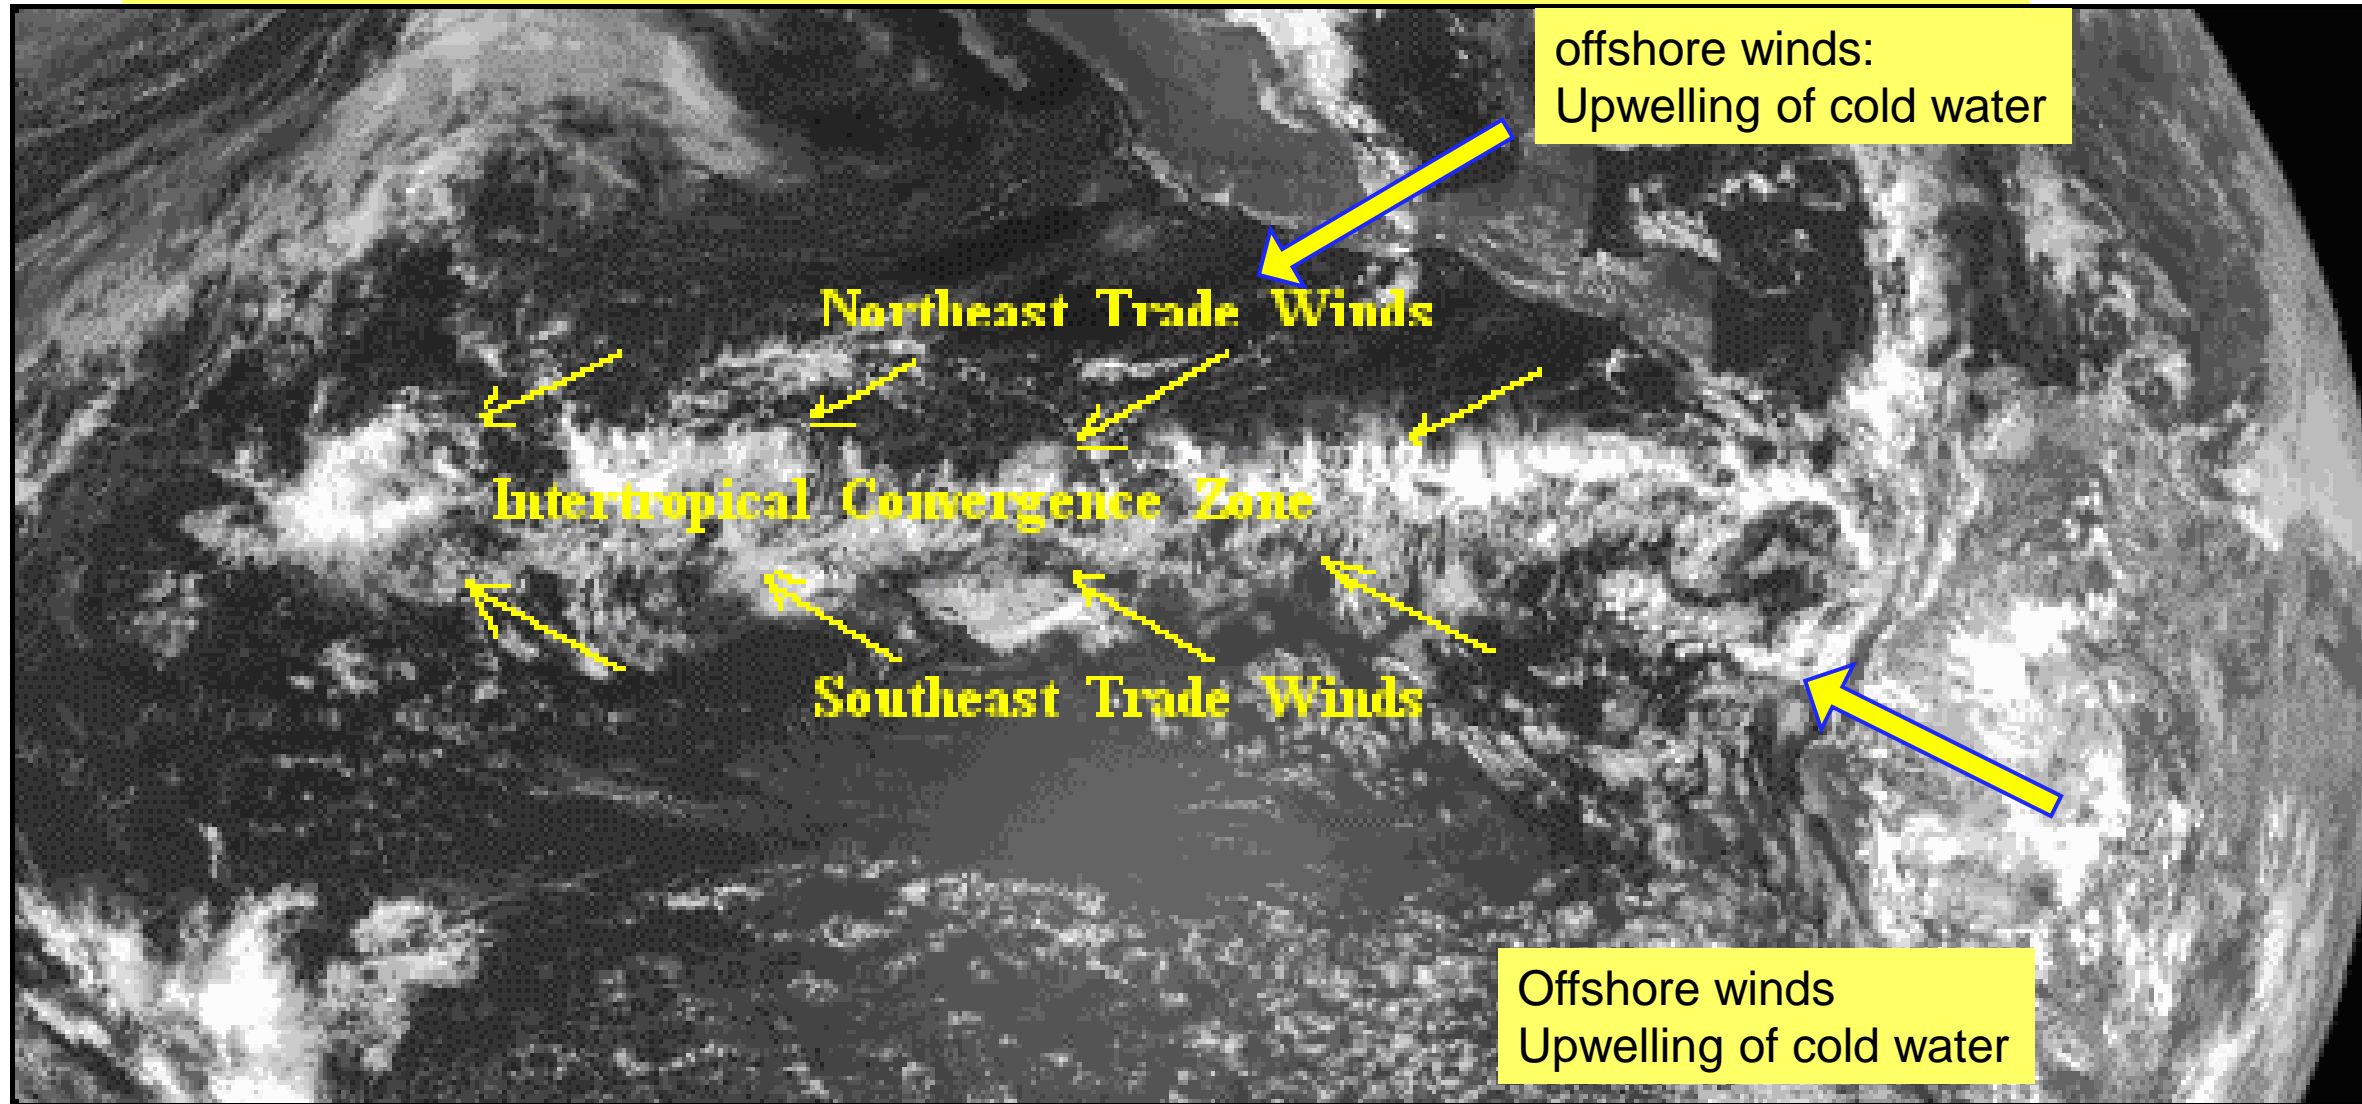 offshore winds:
Upwelling of cold water
Northeast Trade Winds
Intertropical Convergence Zone
Southeast Trade Winds
Offshore winds
Upwelling of cold water